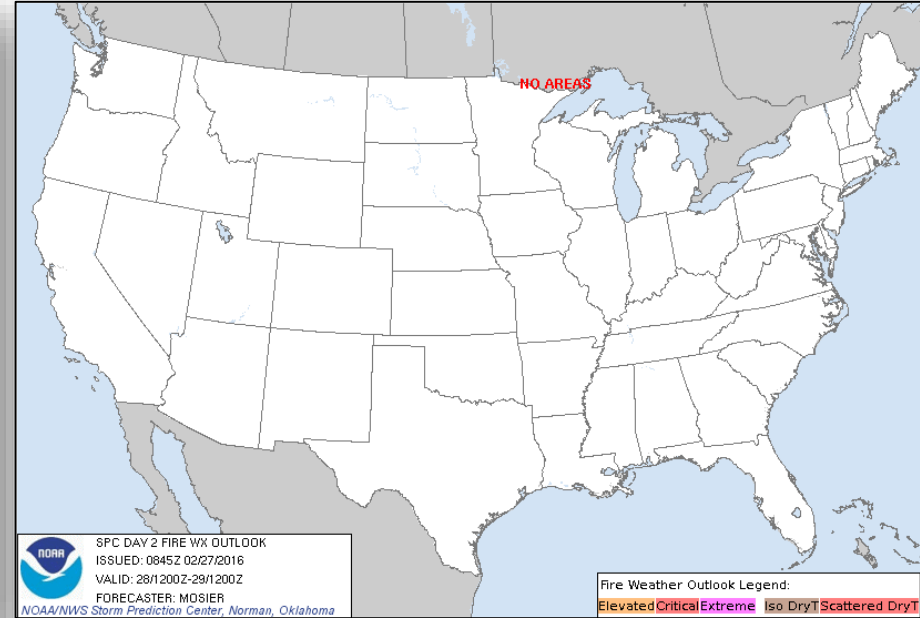 NO AREAS
NOAA
SPC DAY 2 FIRE WX OUTLOOK
ISSUED: 0845Z 02/27/2016
VALID: 28/1200Z-29/1200Z
FORECASTER: MOSIER
NOAA/NWS Storm Prediction Center, Norman, Oklahoma
Fire Weather Outlook Legend:
Elevated Critical Extreme Iso DryT Scattered DryT